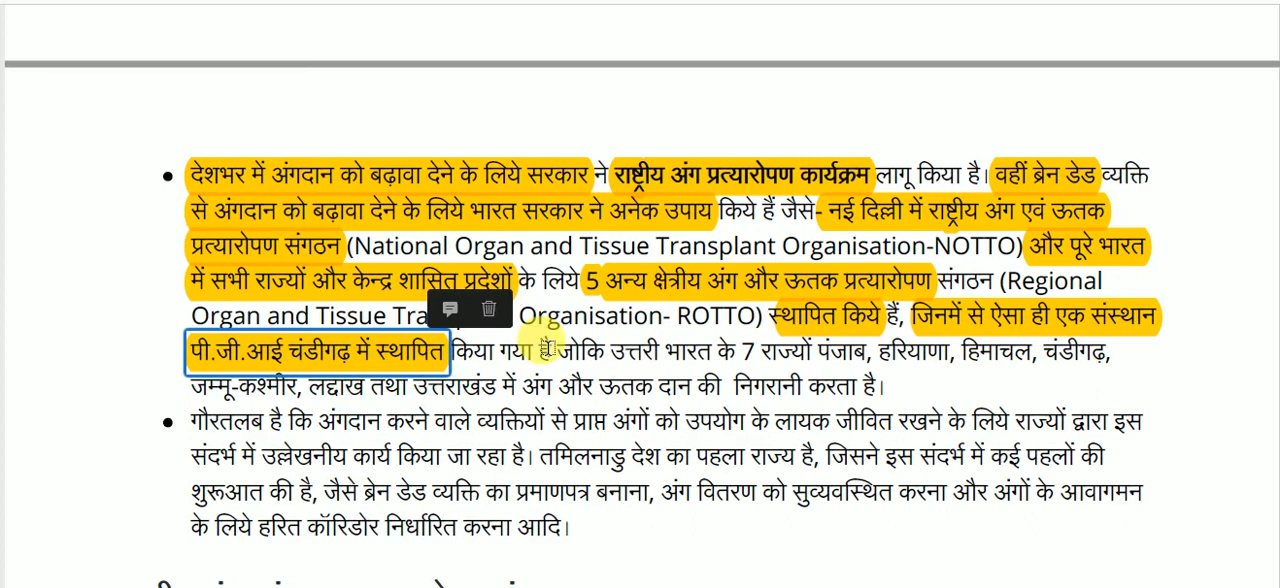 देशभर में अंगदान को बढ़ावा देने के लिये सरकार ने राष्ट्रीय अंग प्रत्यारोपण कार्यक्रम लागू किया है। वहीं ब्रेन डेड व्यक्ति
से अंगदान को बढ़ावा देने के लिये भारत सरकार ने अनेक उपाय किये हैं जैसे- नई दिल्ली में राष्ट्रीय अंग एवं ऊतक
प्रत्यारोपण संगठन (National Organ and Tissue Transplant Organisation-NOTTO) और पूरे भारत
में सभी राज्यों और केन्द्र शासित प्रदेशों के लिये 5 अन्य क्षेत्रीय अंग और ऊतक प्रत्यारोपण संगठन (Regional
Organ and Tissue Organisation- ROTTO) स्थापित किये हैं, जिनमें से ऐसा ही एक संस्थान
पी.जी.आई चंडीगढ़ में स्थापित किया गया है जोकि उत्तरी भारत के 7 राज्यों पंजाब, हरियाणा, हिमाचल, चंडीगढ़,
जम्मू-कश्मीर, लद्दाख तथा उत्तराखंड में अंग और ऊतक दान की निगरानी करता है।
गौरतलब है कि अंगदान करने वाले व्यक्तियों से प्राप्त अंगों को उपयोग के लायक जीवित रखने के लिये राज्यों द्वारा इस
संदर्भ में उल्लेखनीय कार्य किया जा रहा है। तमिलनाडु देश का पहला राज्य है, जिसने इस संदर्भ में कई पहलों की
शुरूआत की है, जैसे ब्रेन डेड व्यक्ति का प्रमाणपत्र बनाना, अंग वितरण को सुव्यवस्थित करना और अंगों के आवागमन
के लिये हरित कॉरिडोर निर्धारित करना आदि।